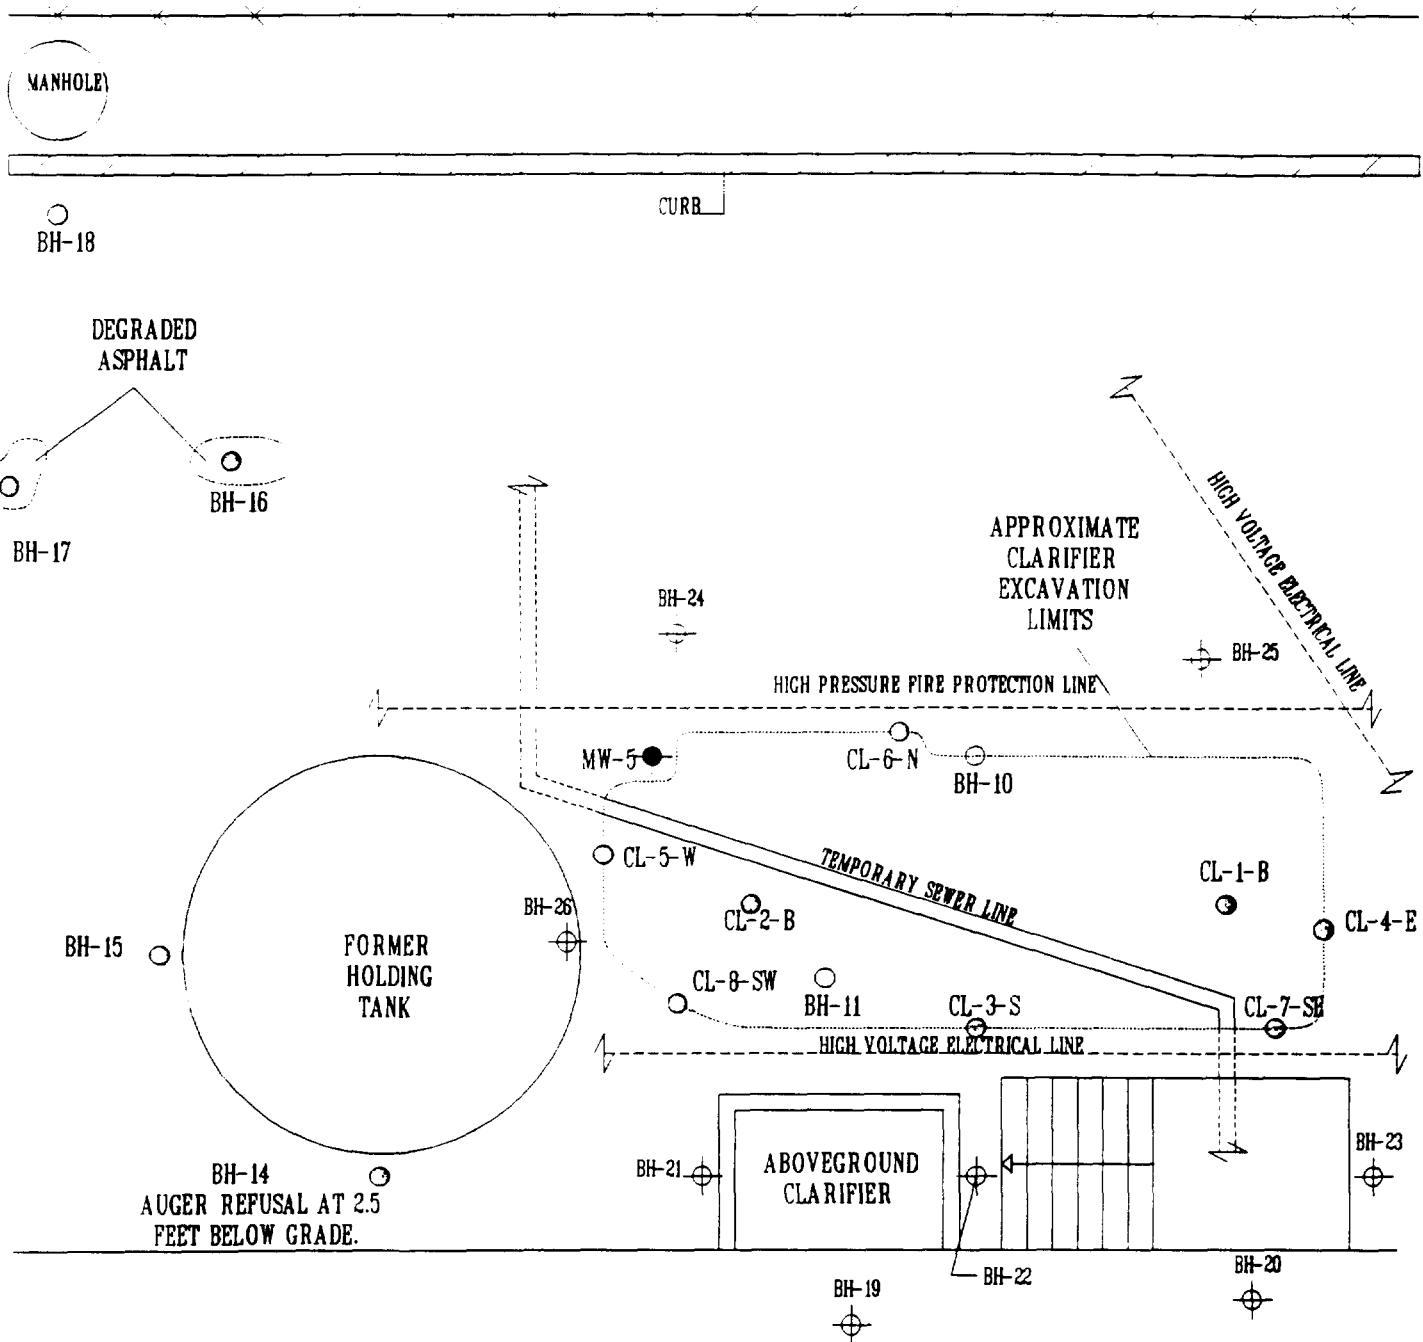 MANHOLE
CURB
BH-18
DEGRADED
ASPHALT
BH-16
BH-17
HIGH VOLTAGE ELECTRICAL LINE
APPROXIMATE
CLARIFIER
EXCAVATION
LIMITS
BH-24
BH-25
HIGH PRESSURE FIRE PROTECTION LINE
MW-5
CL-6-N
BH-10
CL-5-W
TEMPORARY SEWER LINE
CL-1-B
BH-26
CL-2-B
CL-4-E
BH-15
FORMER
HOLDING
TANK
CL-8-SW
BH-11
CL-3-S
CL-7-SE
HIGH VOLTAGE ELECTRICAL LINE
BH-14
AUGER REFUSAL AT 2.5
FEET BELOW GRADE.
BH-21
ABOVEGROUND
CLARIFIER
BH-23
BH-22
BH-20
BH-19